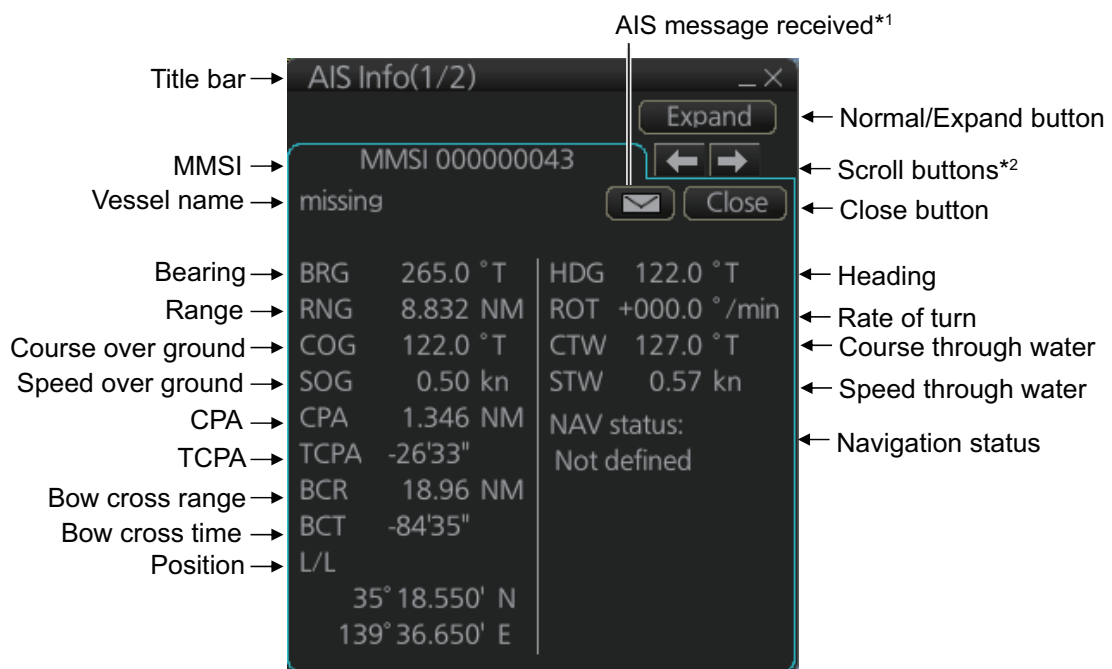 AIS message received*1
Title bar
AIS Info(1/2)
Expand
Normal/Expand button
MMSI
MMSI 000000043
Scroll buttons*2
Vessel name
missing
Close
Close button
Bearing
BRG 265.0 °T
HDG 122.0 °T
Heading
Range
RNG 8.832 NM
ROT +000.0 °/min
Rate of turn
Course over ground
COG 122.0 °T
CTW 127.0 °T
Course through water
Speed over ground
SOG 0.50 kn
STW 0.57 kn
Speed through water
CPA
CPA 1.346 NM
NAV status:
Navigation status
TCPA
TCPA -26'33"
Not defined
Bow cross range
BCR 18.96 NM
Bow cross time
BCT -84'35"
Position
L/L
35°18.550' N
139°36.650' E